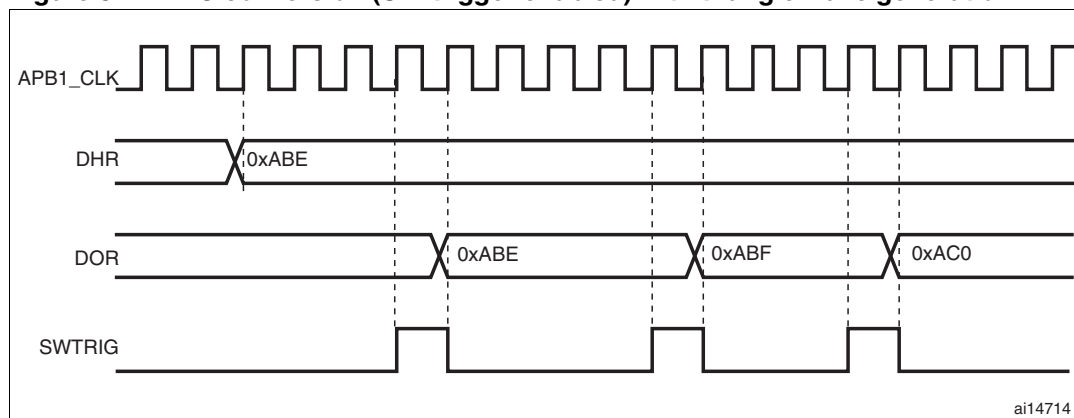 APB1_CLK
DHR
0xABE
DOR
0xABE
0xABF
0xAC0
SWTRIG
ai14714